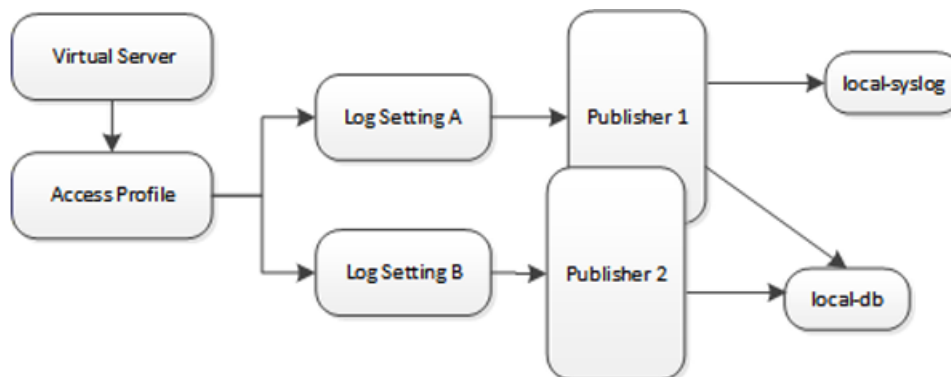 Virtual Server
Access Profile
Log Setting A
Log Setting B
Publisher 1
Publisher 2
local-syslog
local-db